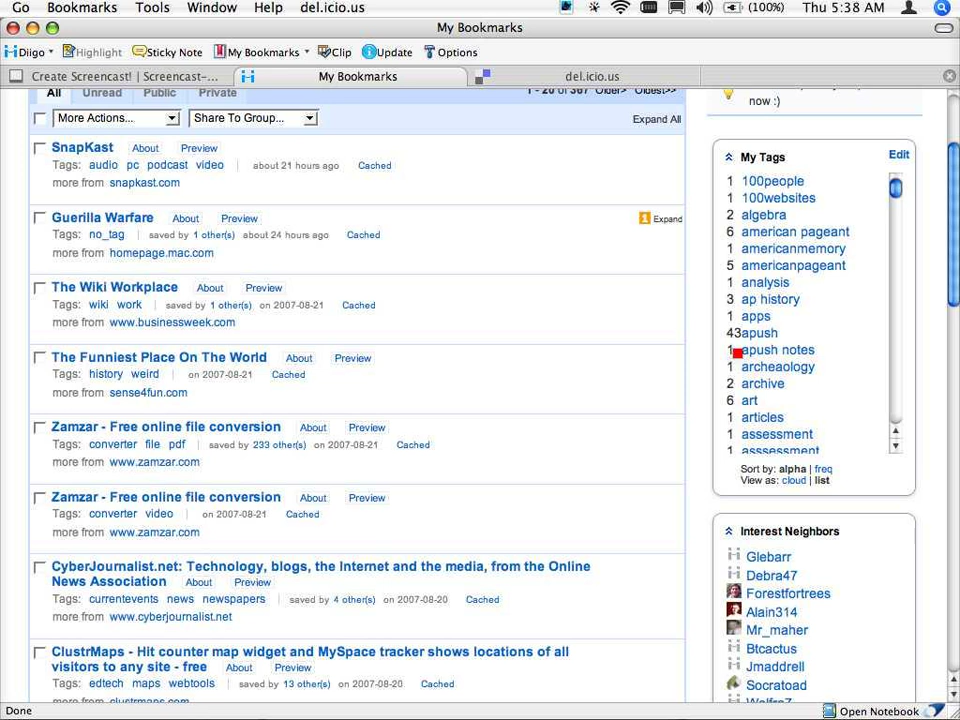 Go Bookmarks Tools Window Help del.icio.us (100%) Thu 5:38 AM
My Bookmarks
Diigo Highlight Sticky Note My Bookmarks Clip Update Options
Create Screencast! | Screencast-... My Bookmarks del.icio.us
All Unread Public Private 1 - 20 of 367 Older> Oldest>>
More Actions... Share To Group... Expand All
SnapKast About Preview
Tags: audio pc podcast video | about 21 hours ago Cached
more from snapkast.com
Guerilla Warfare About Preview 1 Expand
Tags: no_tag | saved by 1 other(s) about 24 hours ago Cached
more from homepage.mac.com
The Wiki Workplace About Preview
Tags: wiki work | saved by 1 other(s) on 2007-08-21 Cached
more from www.businessweek.com
The Funniest Place On The World About Preview
Tags: history weird | on 2007-08-21 Cached
more from sense4fun.com
Zamzar - Free online file conversion About Preview
Tags: converter file pdf | saved by 233 other(s) on 2007-08-21 Cached
more from www.zamzar.com
Zamzar - Free online file conversion About Preview
Tags: converter video | on 2007-08-21 Cached
more from www.zamzar.com
CyberJournalist.net: Technology, blogs, the Internet and the media, from the Online
News Association About Preview
Tags: currentevents news newspapers | saved by 4 other(s) on 2007-08-20 Cached
more from www.cyberjournalist.net
ClustrMaps - Hit counter map widget and MySpace tracker shows locations of all
visitors to any site - free About Preview
Tags: edtech maps webtools | saved by 13 other(s) on 2007-08-20 Cached
more from clustrmaps.com
now :)
My Tags Edit
1 100people
1 100websites
2 algebra
6 american pageant
1 americanmemory
5 americanpageant
1 analysis
3 ap history
1 apps
43 apush
1 apush notes
1 archeaology
2 archive
6 art
1 articles
1 assessment
1 asssessment
Sort by: alpha | freq
View as: cloud | list
Interest Neighbors
Glebarr
Debra47
Forestfortrees
Alain314
Mr_maher
Btcactus
Jmaddrell
Socratoad
Done Open Notebook